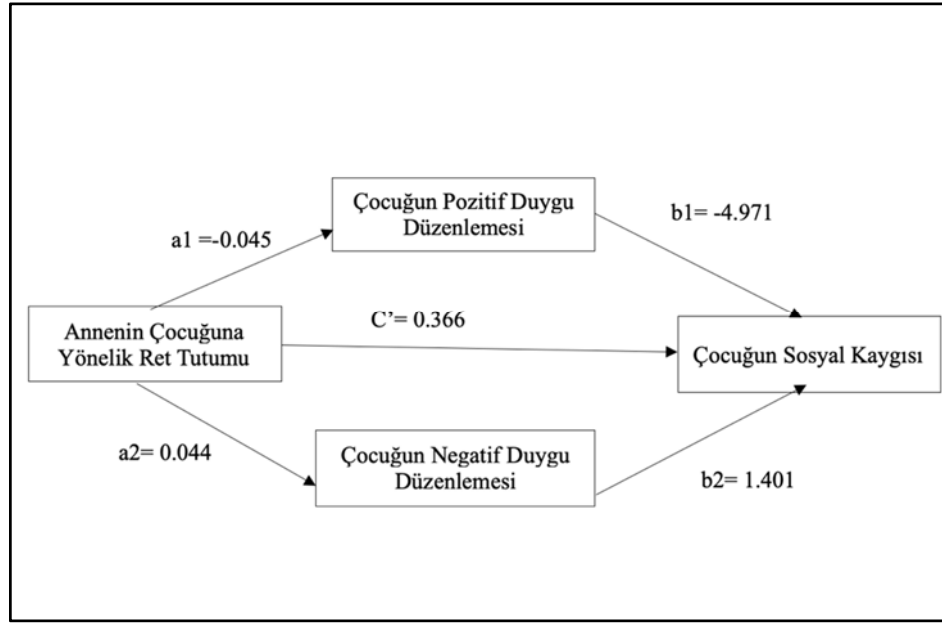 Çocuğun Pozitif Duygu
Düzenlemesi
b1= -4.971
a1 =-0.045
C’= 0.366
Annenin Çocuğuna
Yönelik Ret Tutumu
Çocuğun Sosyal Kaygısı
a2= 0.044
Çocuğun Negatif Duygu
Düzenlemesi
b2= 1.401